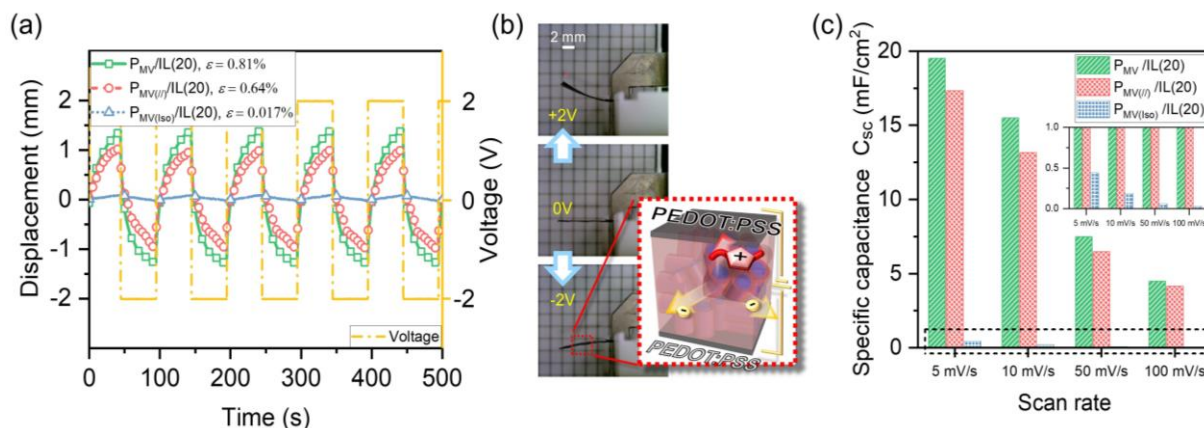 (a)
P_MV/IL(20), ε = 0.81%
P_MV(//)/IL(20), ε = 0.64%
P_MV(Iso)/IL(20), ε = 0.017%
Displacement (mm)
2
1
0
-1
-2
Voltage (V)
2
0
-2
Voltage
0 100 200 300 400 500
Time (s)
(b)
2 mm
+2V
0V
-2V
PEDOT:PSS
+
-
-
PEDOT:PSS
(c)
Specific capacitance C_SC (mF/cm²)
20
15
10
5
0
P_MV /IL(20)
P_MV(//) /IL(20)
P_MV(Iso) /IL(20)
1.0
0.5
0.0
5 mV/s 10 mV/s 50 mV/s 100 mV/s
5 mV/s 10 mV/s 50 mV/s 100 mV/s
Scan rate